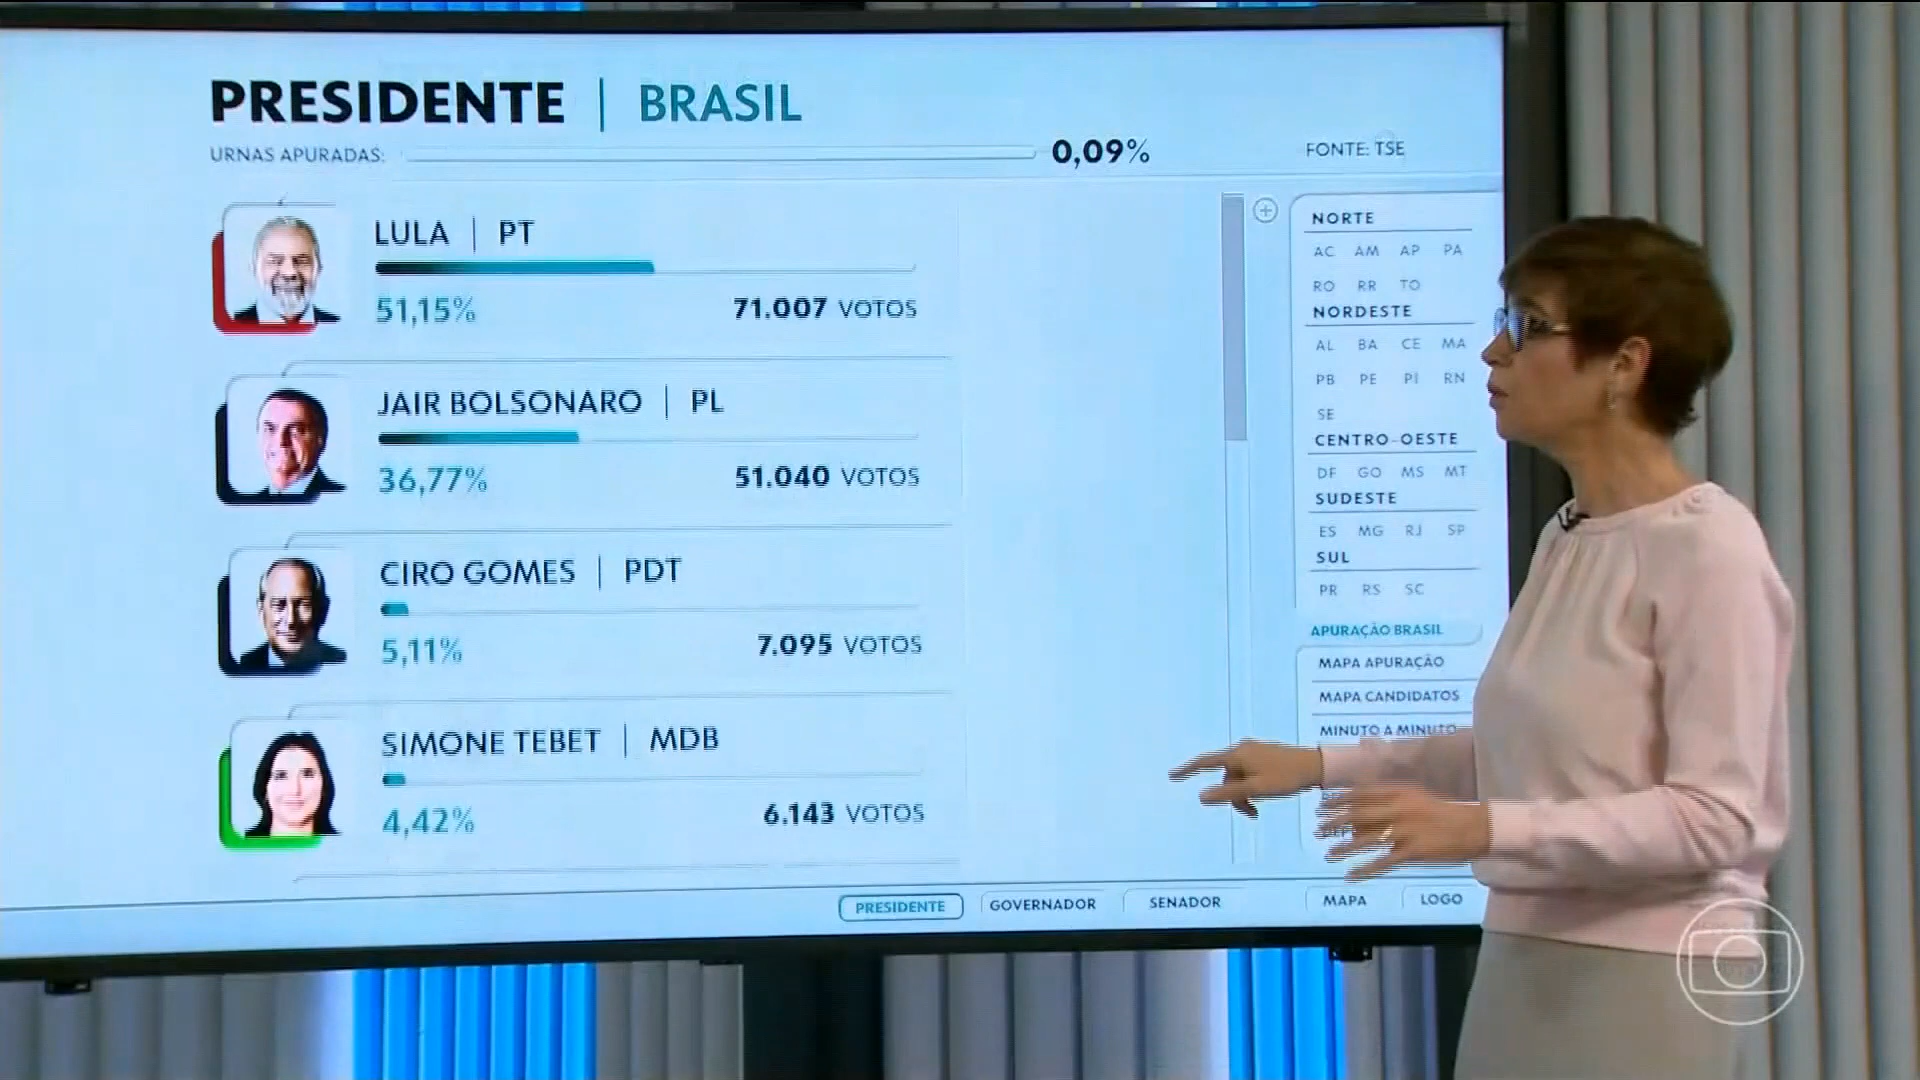 PRESIDENTE | BRASIL
URNAS APURADAS: 0,09% FONTE: TSE
LULA | PT
51,15% 71.007 VOTOS
JAIR BOLSONARO | PL
36,77% 51.040 VOTOS
CIRO GOMES | PDT
5,11% 7.095 VOTOS
SIMONE TEBET | MDB
4,42% 6.143 VOTOS
NORTE
AC AM AP PA
RO RR TO
NORDESTE
AL BA CE MA
PB PE PI RN
SE
CENTRO-OESTE
DF GO MS MT
SUDESTE
ES MG RJ SP
SUL
PR RS SC
APURAÇÃO BRASIL
MAPA APURAÇÃO
MAPA CANDIDATOS
MINUTO A MINUTO
PRESIDENTE GOVERNADOR SENADOR MAPA LOGO